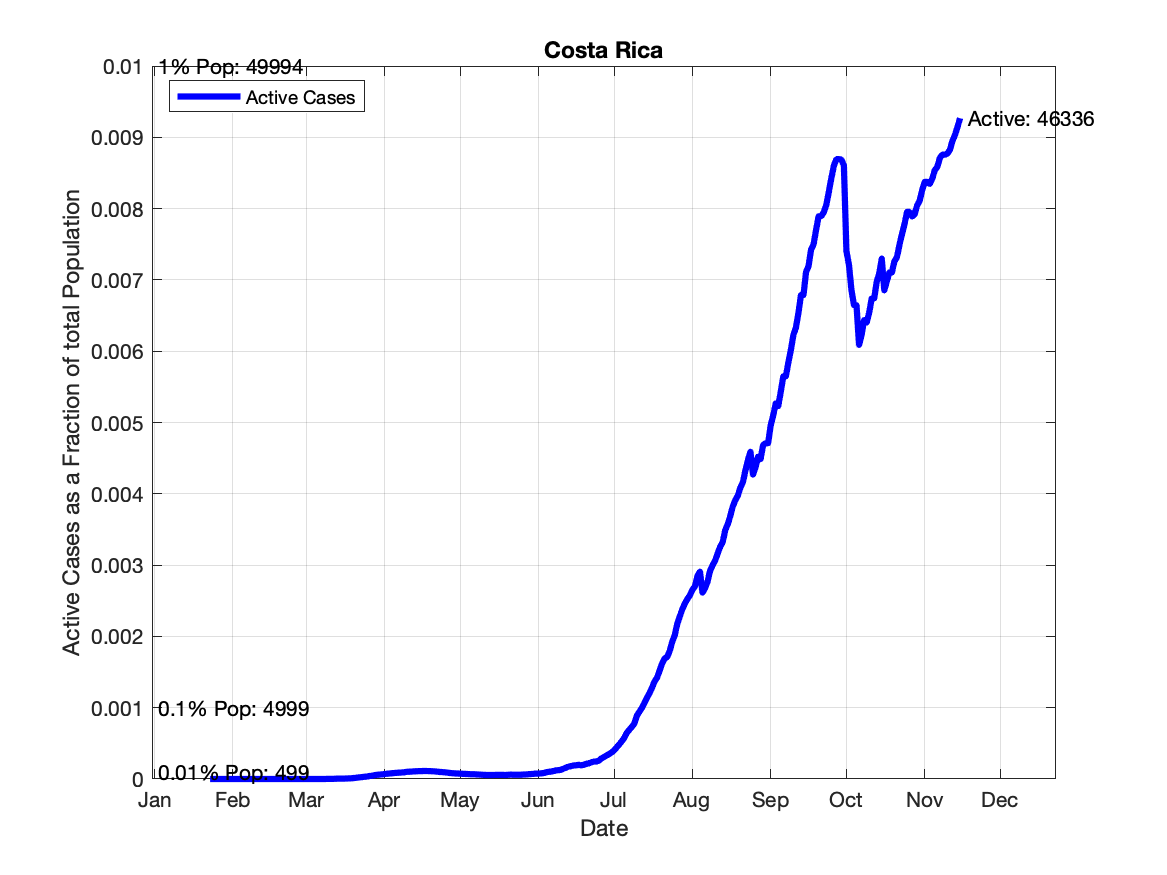 Costa Rica
1% Pop: 49994
Active Cases
Active: 46336
0.1% Pop: 4999
0.01% Pop: 499
0.01
0.009
0.008
0.007
0.006
0.005
0.004
0.003
0.002
0.001
0
Active Cases as a Fraction of total Population
Jan Feb Mar Apr May Jun Jul Aug Sep Oct Nov Dec
Date